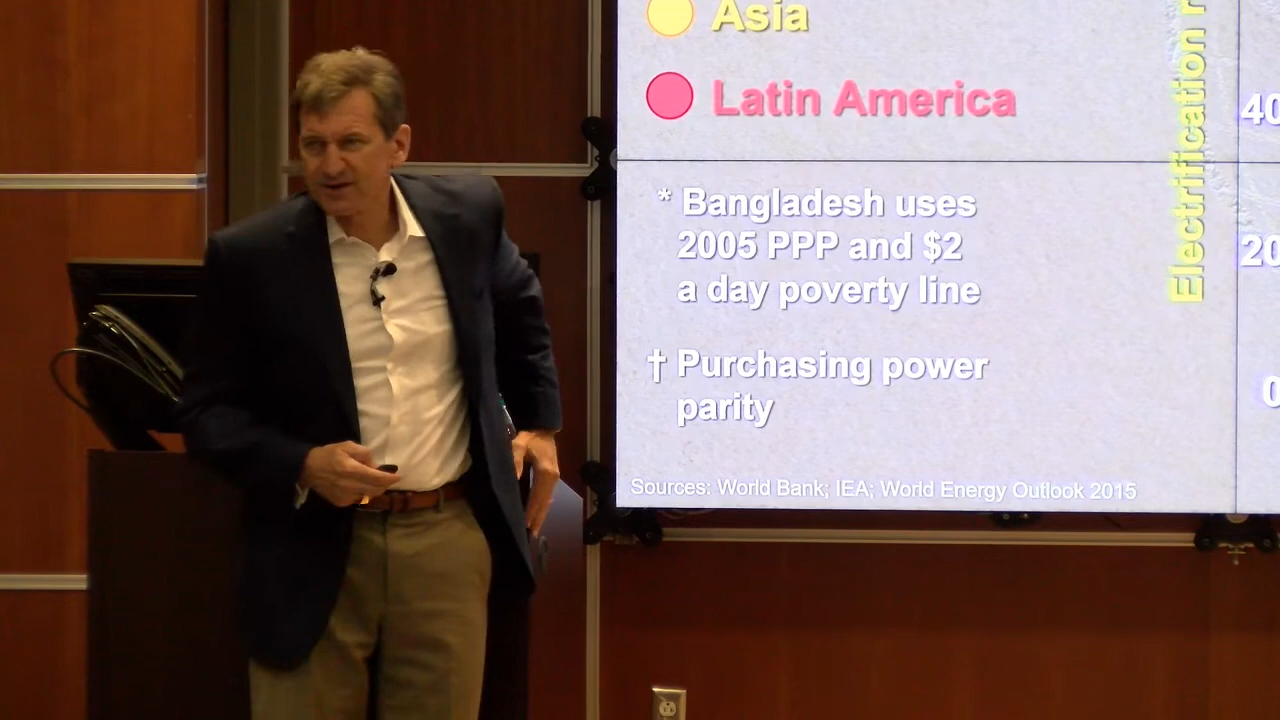 Asia
Latin America
* Bangladesh uses
2005 PPP and $2
a day poverty line
† Purchasing power
parity
Sources: World Bank; IEA; World Energy Outlook 2015
Electrification r
40
20
0